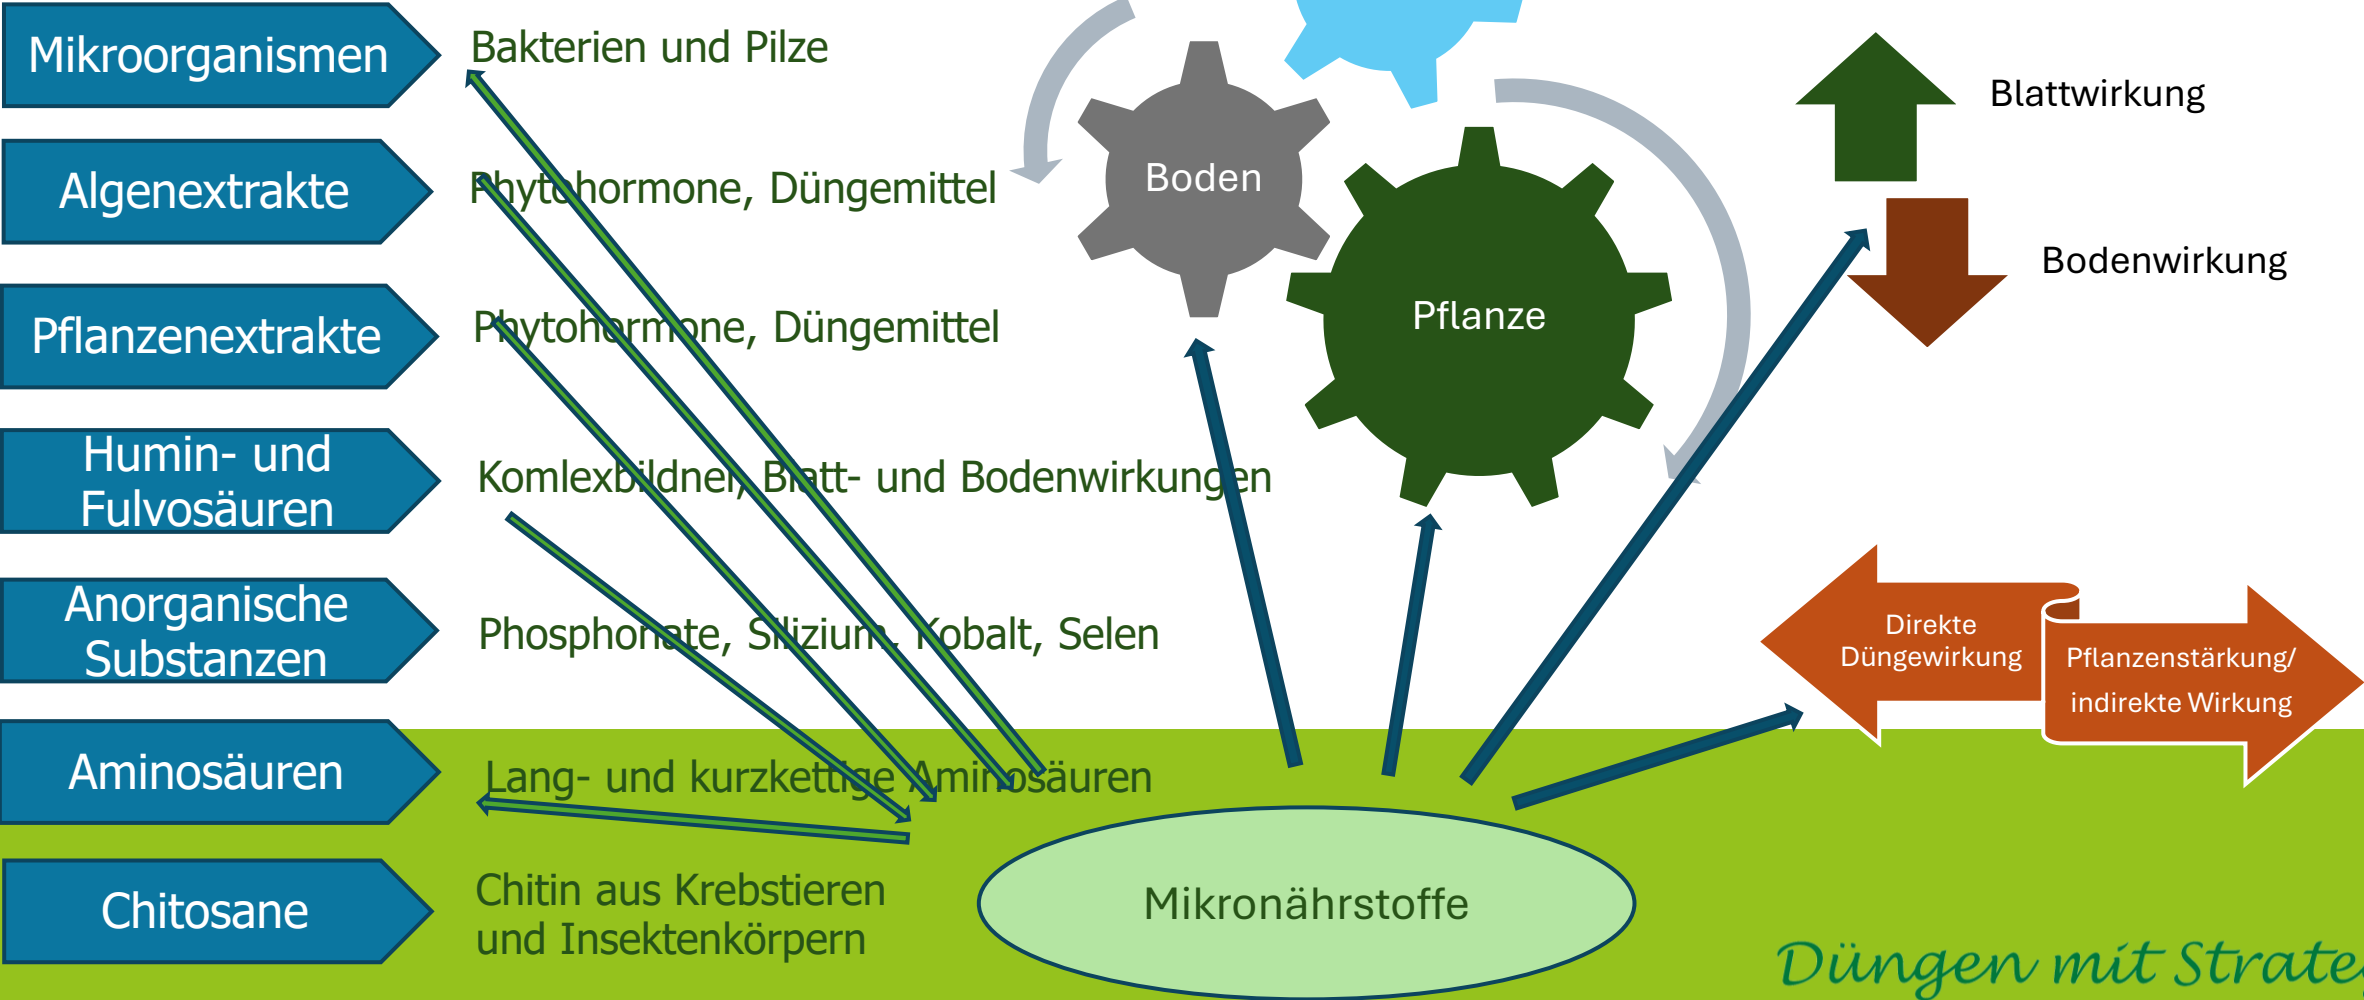 Mikroorganismen
Bakterien und Pilze
Algenextrakte
Phytohormone, Düngemittel
Pflanzenextrakte
Phytohormone, Düngemittel
Humin- und
Fulvosäuren
Komlexbildner, Blatt- und Bodenwirkungen
Anorganische
Substanzen
Phosphonate, Silizium, Kobalt, Selen
Aminosäuren
Lang- und kurzkettige Aminosäuren
Chitosane
Chitin aus Krebstieren
und Insektenkörpern
Boden
Pflanze
Blattwirkung
Bodenwirkung
Direkte
Düngewirkung
Pflanzenstärkung/
indirekte Wirkung
Mikronährstoffe
Düngen mit Strate